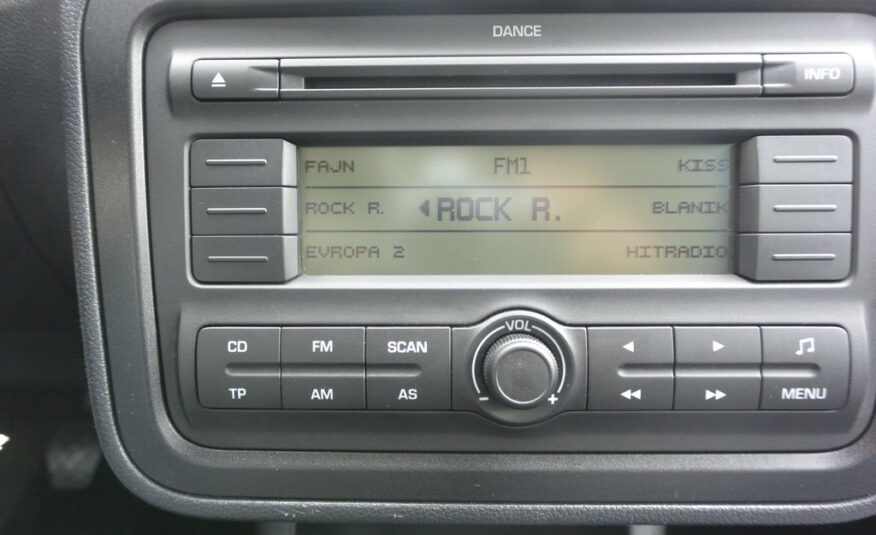 DANCE
INFO
FAJN FM1 KISS
ROCK R. ROCK R. BLANIK
EVROPA 2 HITRADIO
VOL
CD FM SCAN
TP AM AS - + MENU